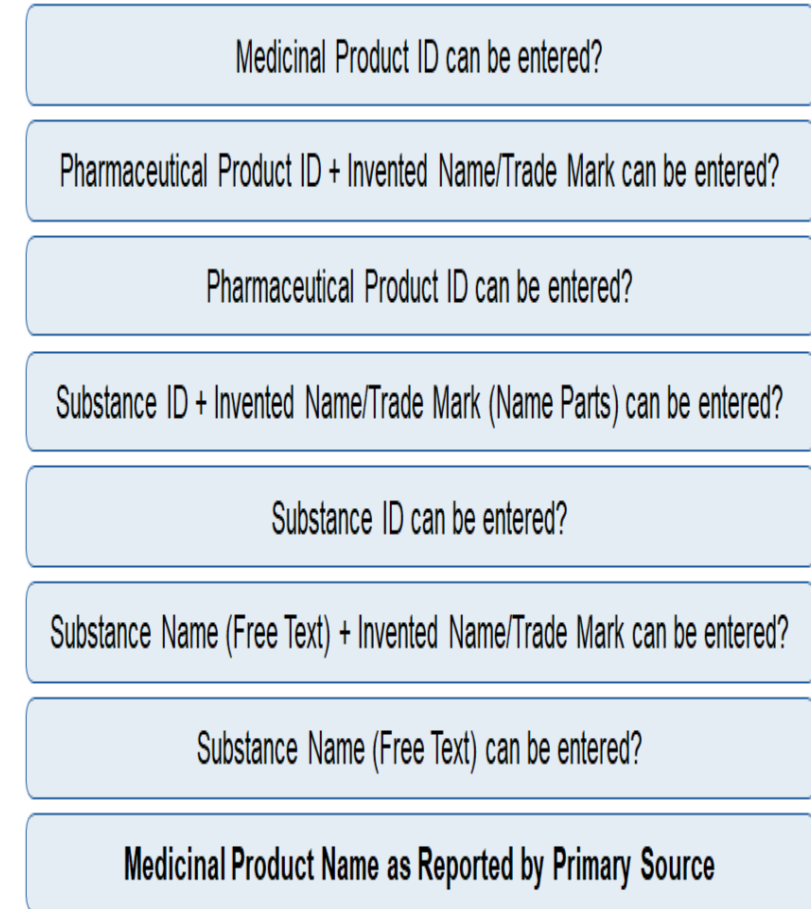 Medicinal Product ID can be entered?
Pharmaceutical Product ID + Invented Name/Trade Mark can be entered?
Pharmaceutical Product ID can be entered?
Substance ID + Invented Name/Trade Mark (Name Parts) can be entered?
Substance ID can be entered?
Substance Name (Free Text) + Invented Name/Trade Mark can be entered?
Substance Name (Free Text) can be entered?
Medicinal Product Name as Reported by Primary Source